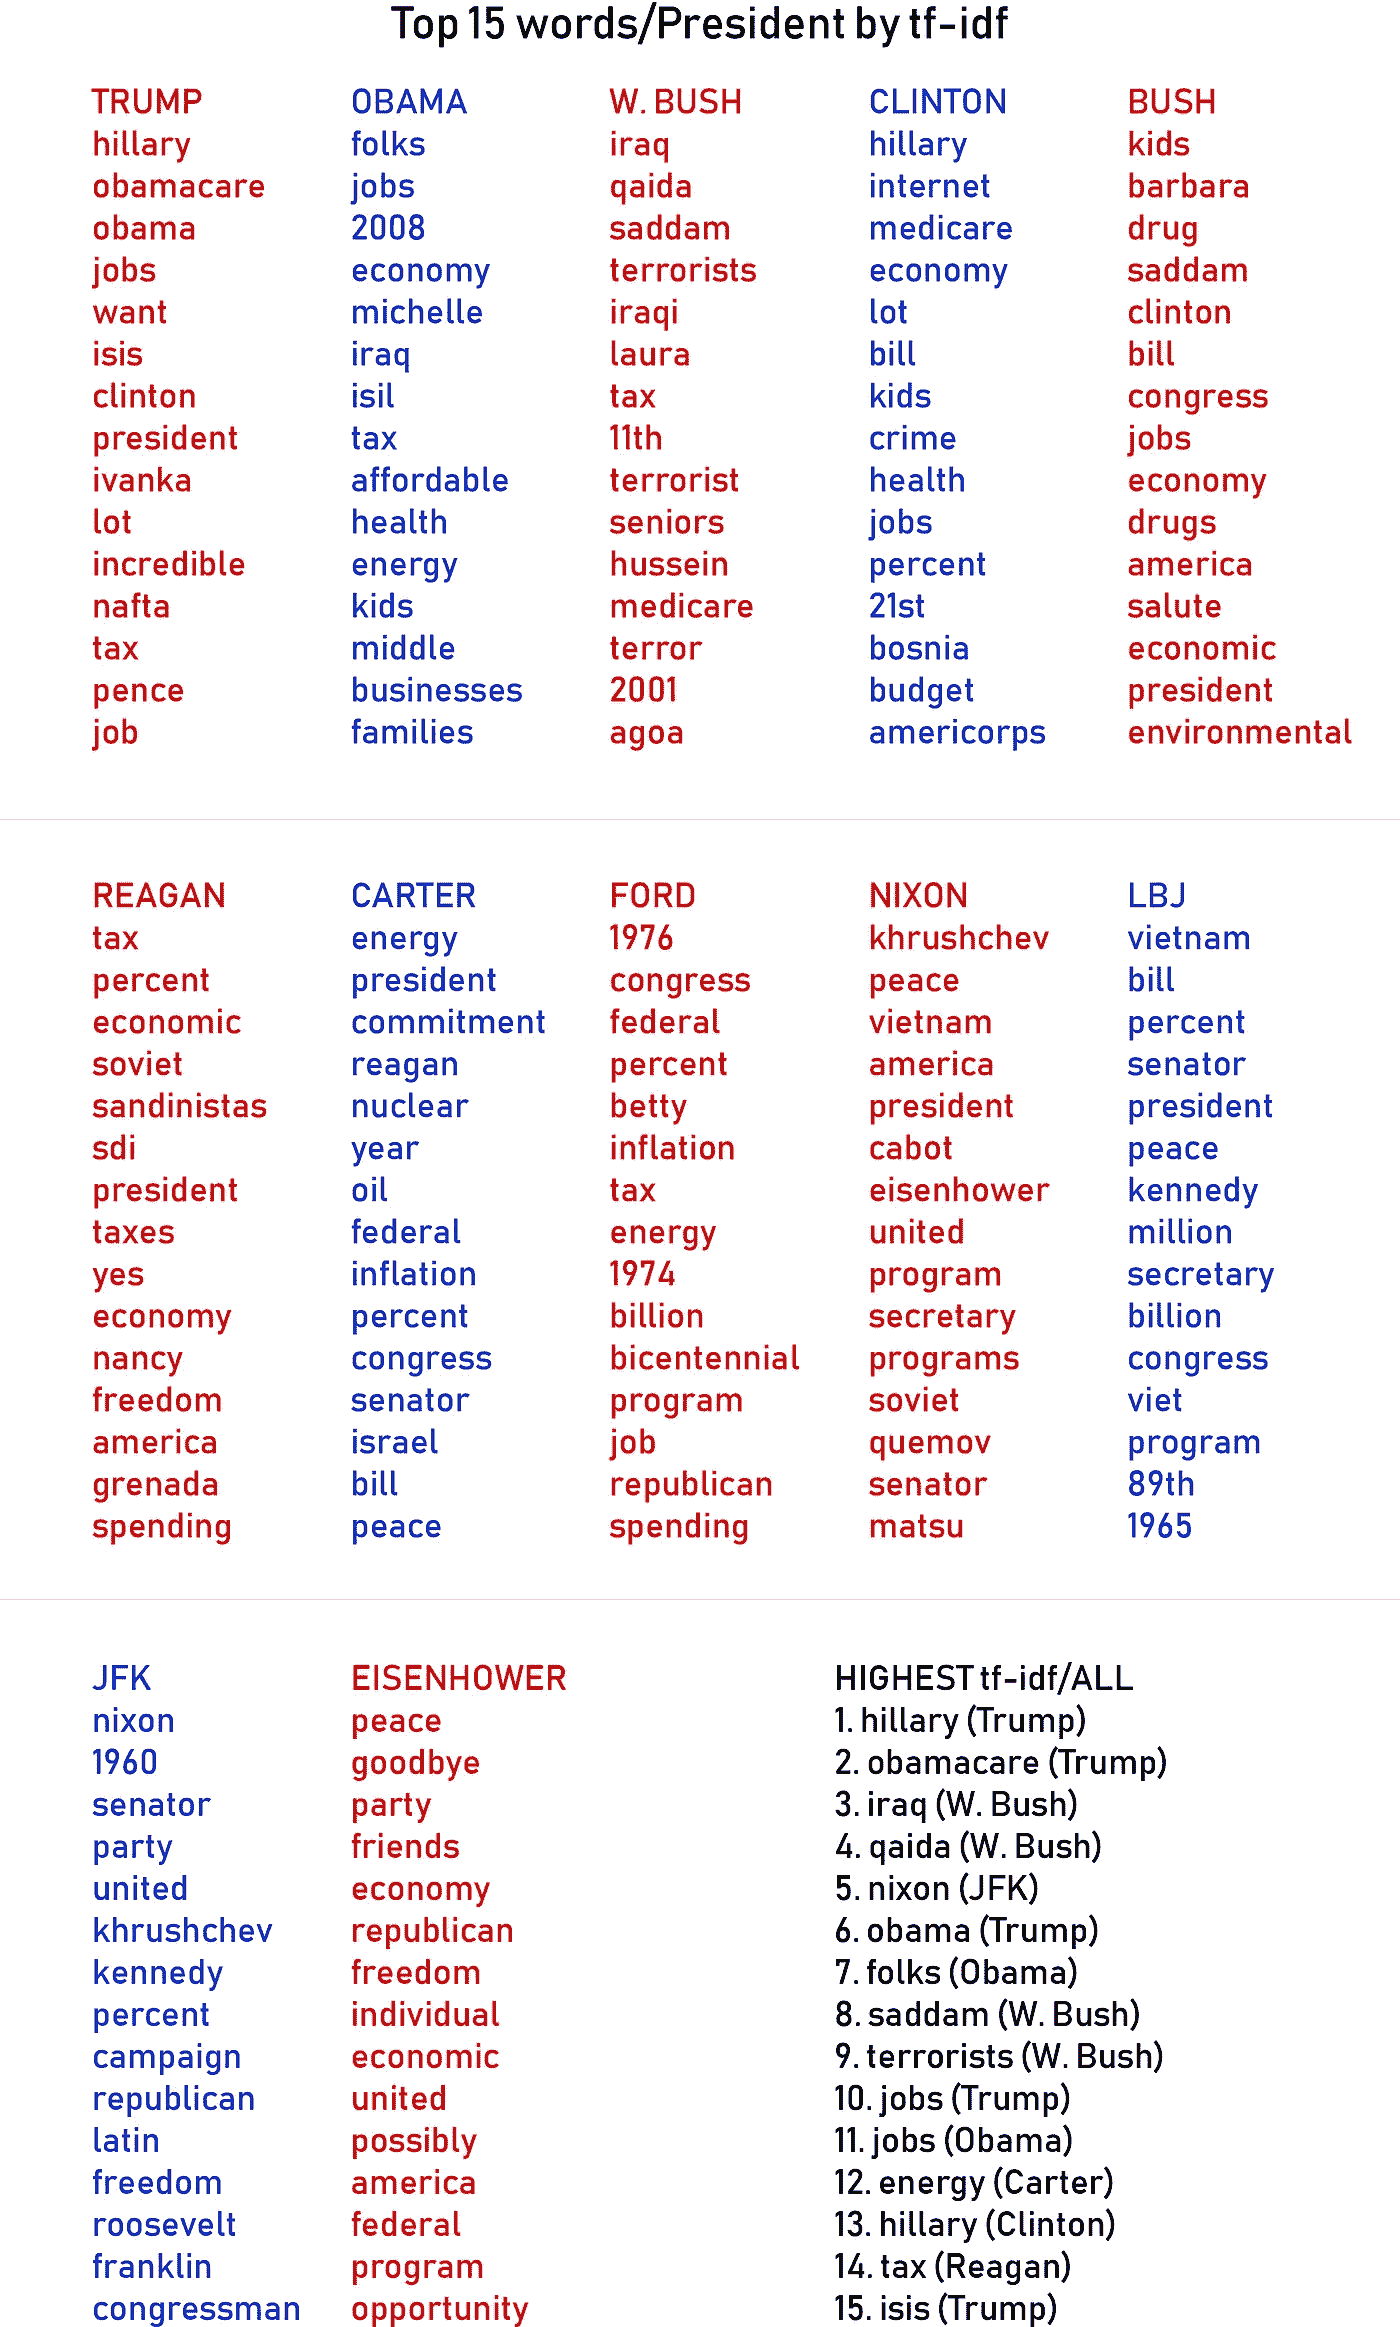 Top 15 words/President by tf-idf
TRUMP
hillary
obamacare
obama
jobs
want
isis
clinton
president
ivanka
lot
incredible
nafta
tax
pence
job
OBAMA
folks
jobs
2008
economy
michelle
iraq
isil
tax
affordable
health
energy
kids
middle
businesses
families
W. BUSH
iraq
qaida
saddam
terrorists
iraqi
laura
tax
11th
terrorist
seniors
hussein
medicare
terror
2001
agoa
CLINTON
hillary
internet
medicare
economy
lot
bill
kids
crime
health
jobs
percent
21st
bosnia
budget
americorps
BUSH
kids
barbara
drug
saddam
clinton
bill
congress
jobs
economy
drugs
america
salute
economic
president
environmental
REAGAN
tax
percent
economic
soviet
sandinistas
sdi
president
taxes
yes
economy
nancy
freedom
america
grenada
spending
CARTER
energy
president
commitment
reagan
nuclear
year
oil
federal
inflation
percent
congress
senator
israel
bill
peace
FORD
1976
congress
federal
percent
betty
inflation
tax
energy
1974
billion
bicentennial
program
job
republican
spending
NIXON
khrushchev
peace
vietnam
america
president
cabot
eisenhower
united
program
secretary
programs
soviet
quemov
senator
matsu
LBJ
vietnam
bill
percent
senator
president
peace
kennedy
million
secretary
billion
congress
viet
program
89th
1965
JFK
nixon
1960
senator
party
united
khrushchev
kennedy
percent
campaign
republican
latin
freedom
roosevelt
franklin
congressman
EISENHOWER
peace
goodbye
party
friends
economy
republican
freedom
individual
economic
united
possibly
america
federal
program
opportunity
HIGHEST tf-idf/ALL
1. hillary (Trump)
2. obamacare (Trump)
3. iraq (W. Bush)
4. qaida (W. Bush)
5. nixon (JFK)
6. obama (Trump)
7. folks (Obama)
8. saddam (W. Bush)
9. terrorists (W. Bush)
10. jobs (Trump)
11. jobs (Obama)
12. energy (Carter)
13. hillary (Clinton)
14. tax (Reagan)
15. isis (Trump)